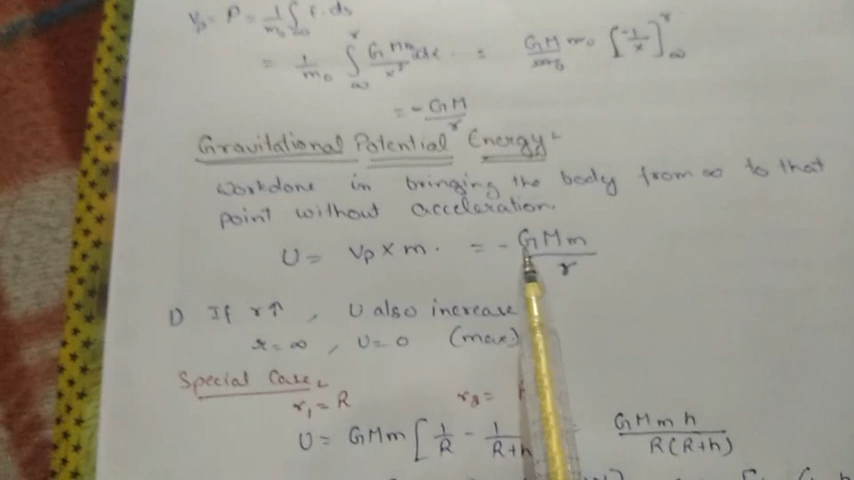 Vp = P = 1/m₀ ∫∞ F. ds
= 1/m₀ ∫∞^r GMm₀/x² dx = GM/m₀ m₀ [-1/x]∞^r
= - GM/r
Gravitational Potential Energy
Workdone in bringing the body from ∞ to that
point without acceleration.
U = Vp × m. = - GMm/r
1) If r↑, U also increase
r = ∞, U = 0 (max)
Special Case
r₁ = R r₂ =
U = GMm [1/R - 1/R+h GMmh/R(R+h)